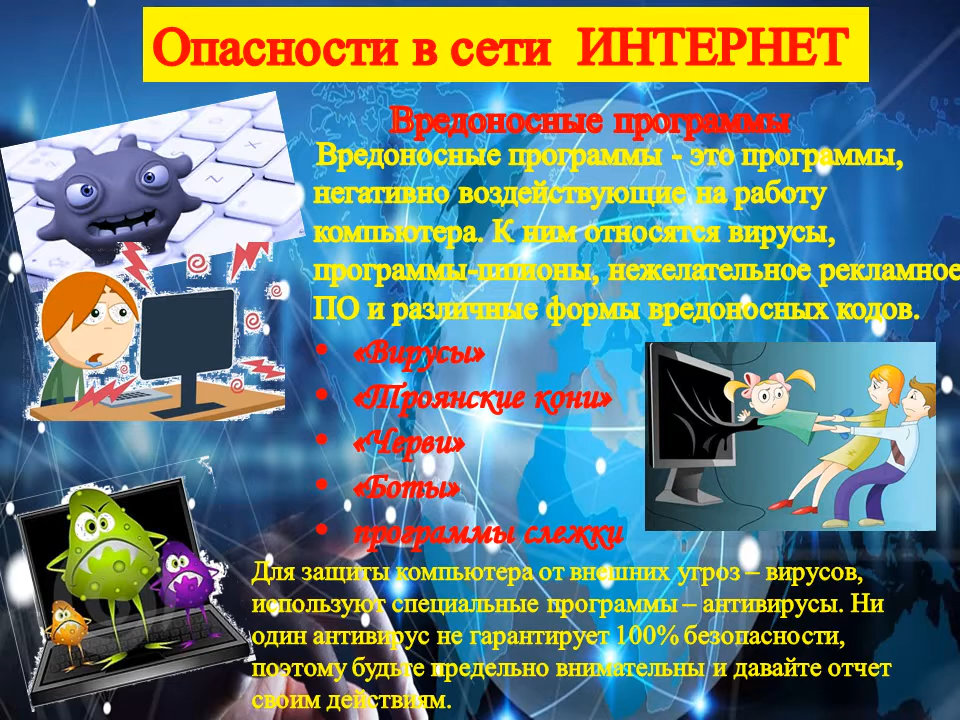 Опасности в сети ИНТЕРНЕТ
Вредоносные программы
Вредоносные программы - это программы,
негативно воздействующие на работу
компьютера. К ним относятся вирусы,
программы-шпионы, нежелательное рекламное
ПО и различные формы вредоносных кодов.
• «Вирусы»
• «Троянские кони»
• «Черви»
• «Боты»
• программы слежки
Для защиты компьютера от внешних угроз – вирусов,
используют специальные программы – антивирусы. Ни
один антивирус не гарантирует 100% безопасности,
поэтому будьте предельно внимательны и давайте отчет
своим действиям.